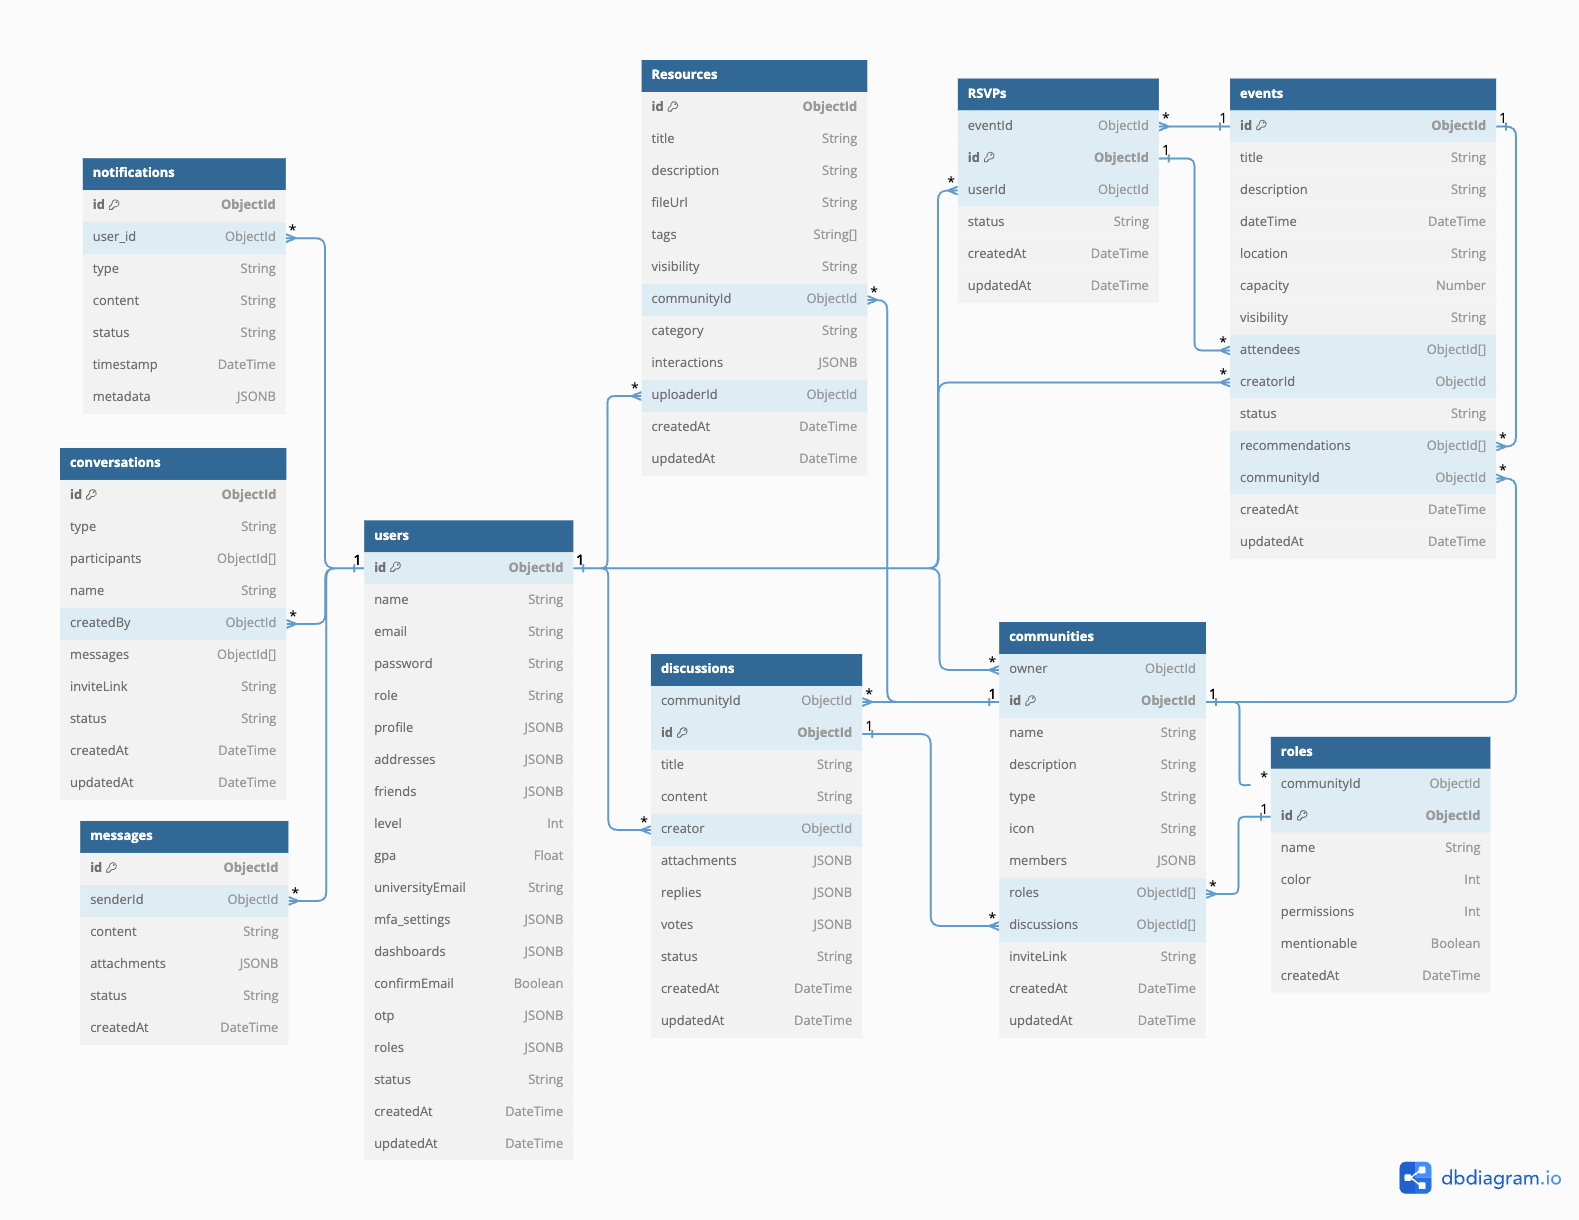 notifications
id ObjectId
user_id ObjectId *
type String
content String
status String
timestamp DateTime
metadata JSONB
conversations
id ObjectId
type String
participants ObjectId[]
name String
createdBy ObjectId *
messages ObjectId[]
inviteLink String
status String
createdAt DateTime
updatedAt DateTime
messages
id ObjectId
senderId ObjectId *
content String
attachments JSONB
status String
createdAt DateTime
users
1 id ObjectId 1
name String
email String
password String
role String
profile JSONB
addresses JSONB
friends JSONB
level Int
gpa Float
universityEmail String
mfa_settings JSONB
dashboards JSONB
confirmEmail Boolean
otp JSONB
roles JSONB
status String
createdAt DateTime
updatedAt DateTime
Resources
id ObjectId
title String
description String
fileUrl String
tags String[]
visibility String
communityId ObjectId *
category String
interactions JSONB
* uploaderId ObjectId
createdAt DateTime
updatedAt DateTime
discussions
communityId ObjectId *
id ObjectId 1
title String
content String
* creator ObjectId
attachments JSONB
replies JSONB
votes JSONB
status String
createdAt DateTime
updatedAt DateTime
RSVPs
eventId ObjectId *
id ObjectId 1
* userId ObjectId
status String
createdAt DateTime
updatedAt DateTime
events
1 id ObjectId 1
title String
description String
dateTime DateTime
location String
capacity Number
visibility String
* attendees ObjectId[]
* creatorId ObjectId
status String
recommendations ObjectId[] *
communityId ObjectId *
createdAt DateTime
updatedAt DateTime
communities
* owner ObjectId
1 id ObjectId 1
name String
description String
type String
icon String
members JSONB
roles ObjectId[] *
* discussions ObjectId[]
inviteLink String
createdAt DateTime
updatedAt DateTime
roles
* communityId ObjectId
1 id ObjectId
name String
color Int
permissions Int
mentionable Boolean
createdAt DateTime
dbdiagram.io